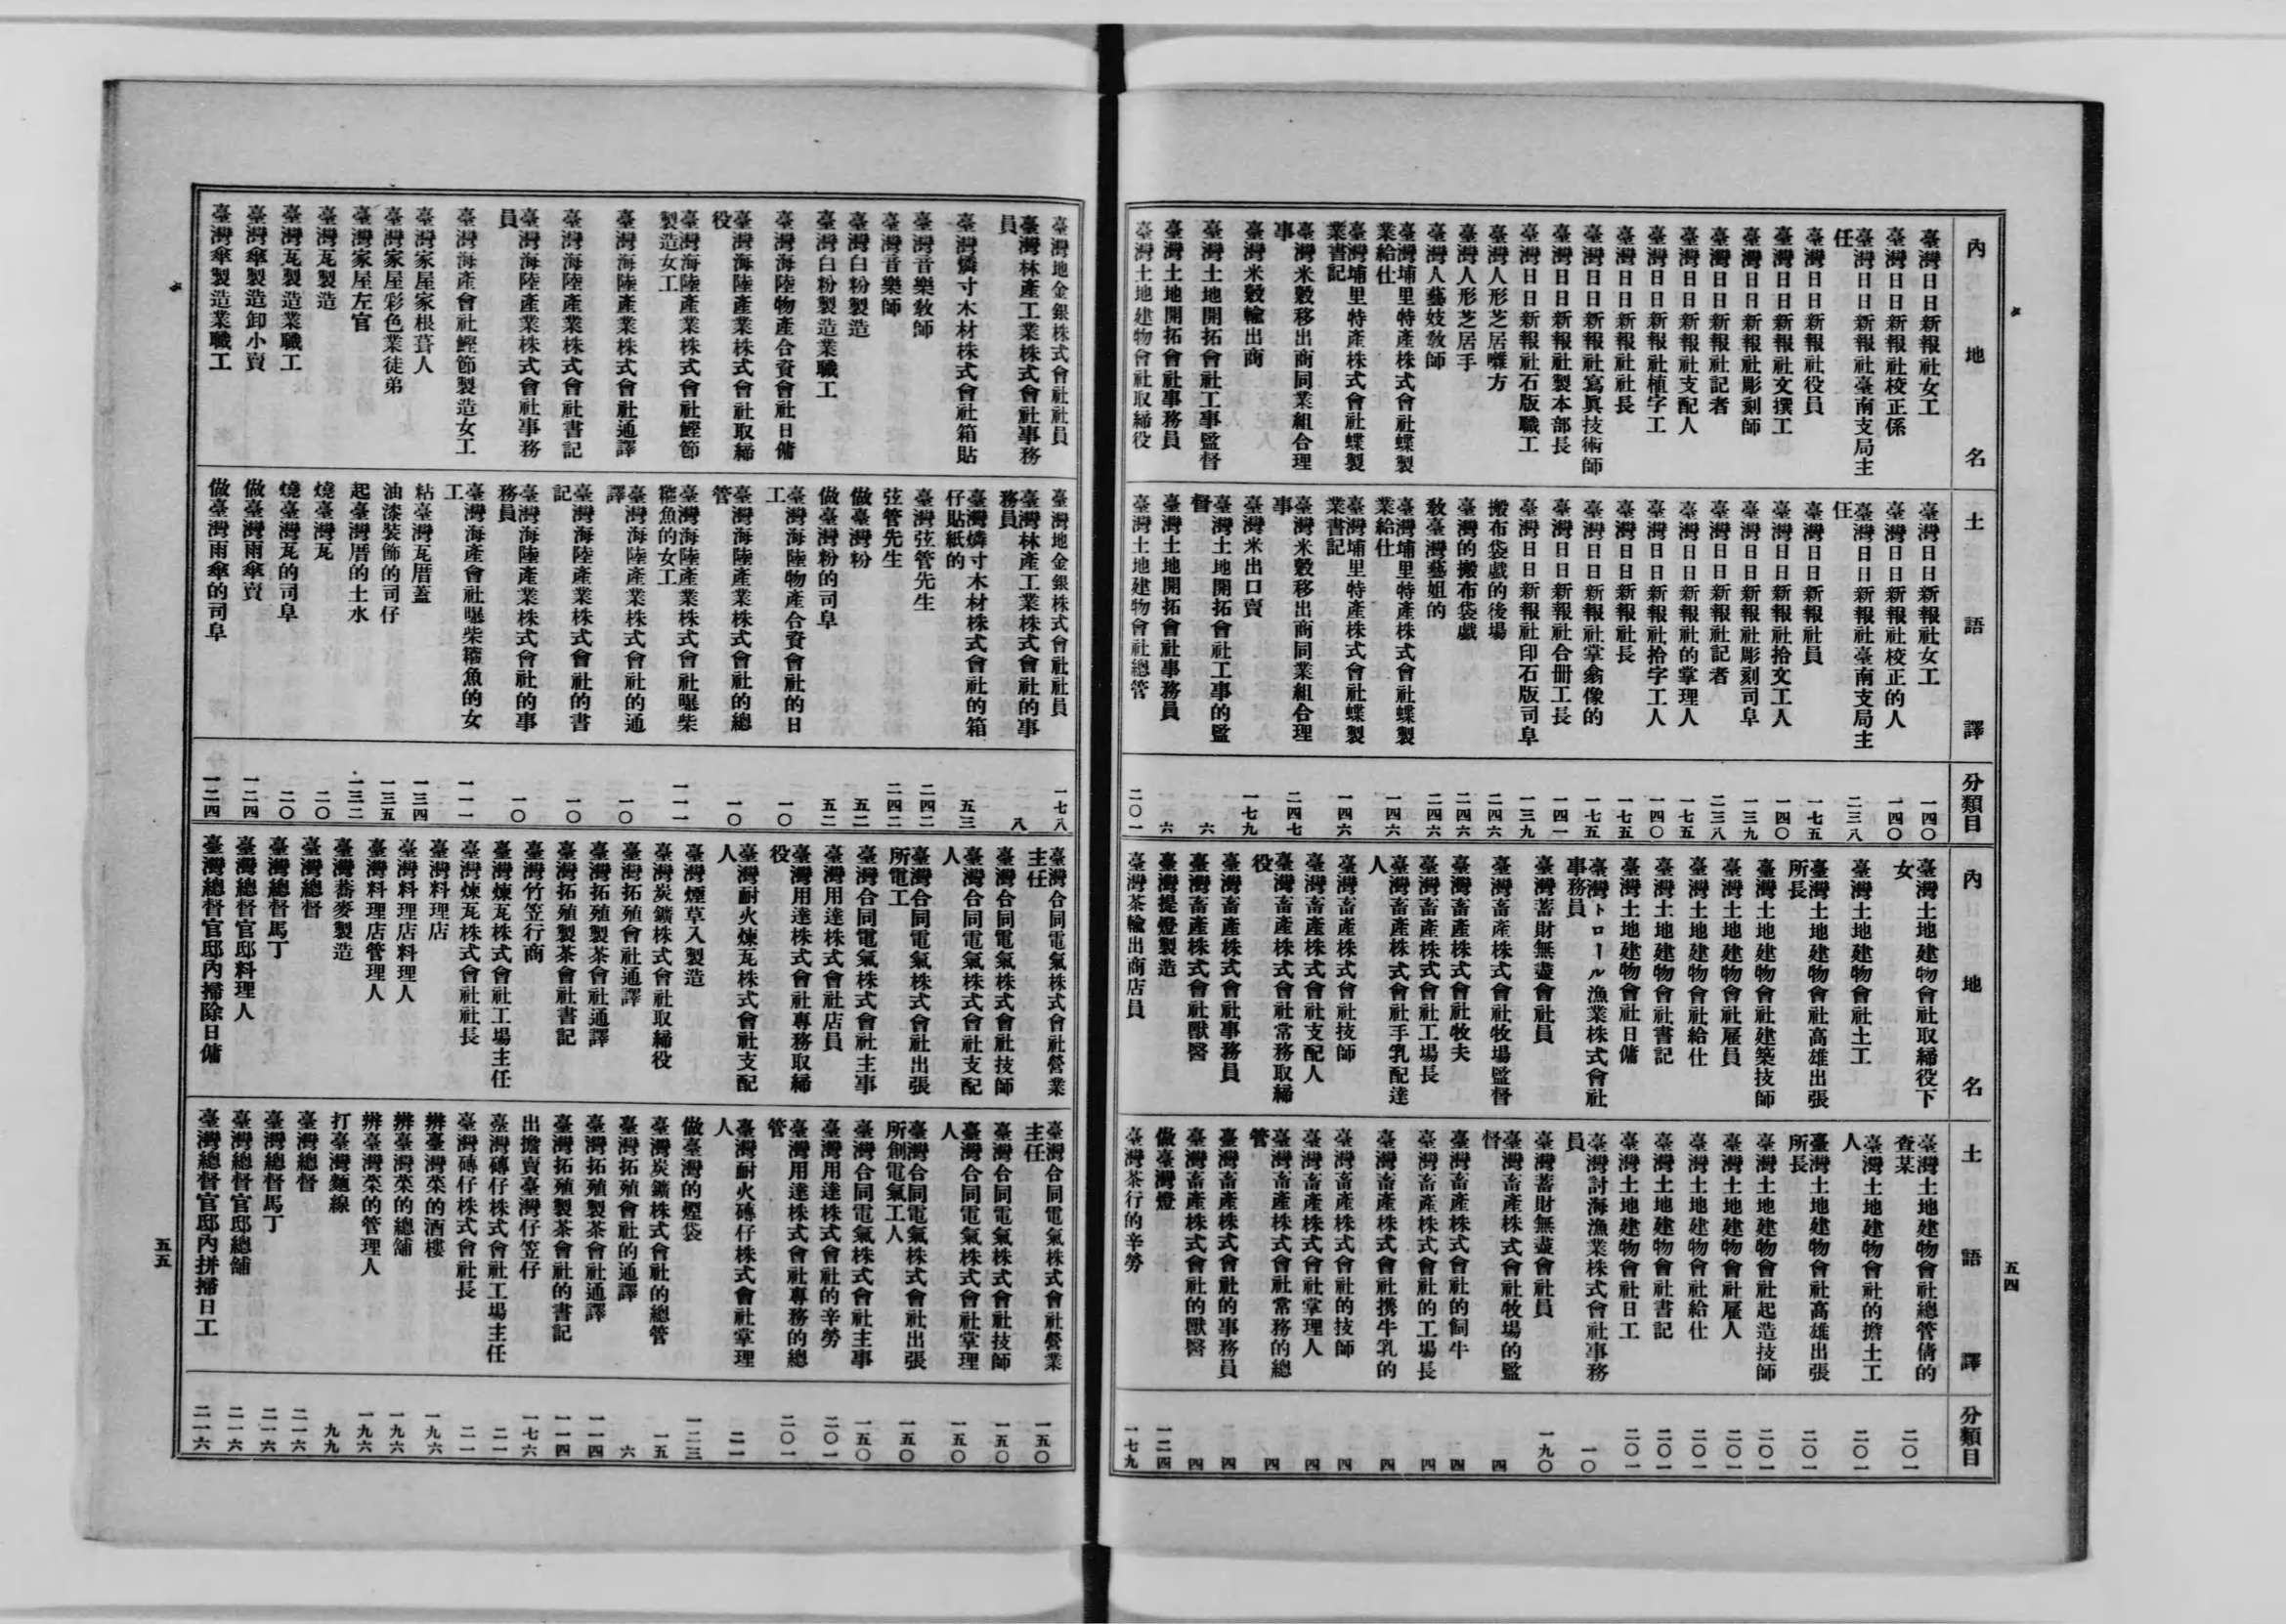 內地名
臺灣日日新報社女工
臺灣日日新報社校正係
臺灣日日新報社臺南支局主
任
臺灣日日新報社役員
臺灣日日新報社文撰工
臺灣日日新報社彫刻師
臺灣日日新報社記者
臺灣日日新報社支配人
臺灣日日新報社植字工
臺灣日日新報社社長
臺灣日日新報社製本部長
臺灣日日新報社寫眞技術師
臺灣日日新報社石版職工
臺灣人形芝居囃方
臺灣人形芝居手
臺灣人藝妓敎師
臺灣埔里特產株式會社蝶製
業給仕
臺灣埔里特產株式會社蝶製
業書記
臺灣米穀移出商同業組合理
事
臺灣米穀輸出商
臺灣土地開拓會社工事監督
臺灣土地開拓會社事務員
臺灣土地建物會社取締役
土語譯
臺灣日日新報社女工
臺灣日日新報社校正的人
臺灣日日新報社臺南支局主
任
臺灣日日新報社員
臺灣日日新報社拾文工人
臺灣日日新報社彫刻司阜
臺灣日日新報社記者
臺灣日日新報社的掌理人
臺灣日日新報社拾字工人
臺灣日日新報社長
臺灣日日新報社合冊工長
臺灣日日新報社掌翕像的
臺灣日日新報社印石版司阜
搬布袋戲的後場
臺灣的搬布袋戲
敎臺灣藝妲的
臺灣埔里特產株式會社蝶製
業給仕
臺灣埔里特產株式會社蝶製
業書記
臺灣米穀移出商同業組合理
事
臺灣米出口賣
臺灣土地開拓會社工事的監
督
臺灣土地開拓會社事務員
臺灣土地建物會社總管
分類目
一四〇
一四〇
二三八
一七五
一四〇
一三九
二三八
一七五
一四〇
一七五
一四一
一七五
一三九
二四六
二四六
二四六
一四六
一四六
二四七
一七九
六
六
二〇一
內地名
臺灣土地建物會社取締役下
女
臺灣土地建物會社土工
臺灣土地建物會社高雄出張
所長
臺灣土地建物會社建築技師
臺灣土地建物會社雇員
臺灣土地建物會社給仕
臺灣土地建物會社書記
臺灣土地建物會社日傭
臺灣トロール漁業株式會社
事務員
臺灣蓄財無盡會社員
臺灣畜產株式會社牧場監督
臺灣畜產株式會社牧夫
臺灣畜產株式會社工場長
臺灣畜產株式會社手乳配達
人
臺灣畜產株式會社技師
臺灣畜產株式會社支配人
臺灣畜產株式會社常務取締
役
臺灣畜產株式會社事務員
臺灣畜產株式會社獸醫
臺灣提燈製造
臺灣茶輸出商店員
土語譯
臺灣土地建物會社總管倩的
查某
臺灣土地建物會社的擔土工
人
臺灣土地建物會社高雄出張
所長
臺灣土地建物會社起造技師
臺灣土地建物會社雇人
臺灣土地建物會社給仕
臺灣土地建物會社書記
臺灣土地建物會社日工
臺灣討海漁業株式會社事務
員
臺灣蓄財無盡會社員
臺灣畜產株式會社牧場的監
督
臺灣畜產株式會社的飼牛
臺灣畜產株式會社的工場長
臺灣畜產株式會社携牛乳的
臺灣畜產株式會社的技師
臺灣畜產株式會社掌理人
臺灣畜產株式會社常務的總
管
臺灣畜產株式會社的事務員
臺灣畜產株式會社的獸醫
做臺灣燈
臺灣茶行的辛勞
分類目
二〇一
二〇一
二〇一
二〇一
二〇一
二〇一
二〇一
二〇一
一〇
一九〇
四
四
四
四
四
四
四
四
四
一二四
一七九
五四
臺灣地金銀株式會社社員
臺灣林產工業株式會社事務
員
臺灣燐寸木材株式會社箱貼
臺灣音樂敎師
臺灣音樂師
臺灣白粉製造
臺灣白粉製造業職工
臺灣海陸物產合資會社日傭
臺灣海陸產業株式會社取締
役
臺灣海陸產業株式會社鰹節
製造女工
臺灣海陸產業株式會社通譯
臺灣海陸產業株式會社書記
臺灣海陸產業株式會社事務
員
臺灣海產會社鰹節製造女工
臺灣家屋家根葺人
臺灣家屋彩色業徒弟
臺灣家屋左官
臺灣瓦製造
臺灣瓦製造業職工
臺灣傘製造卸小賣
臺灣傘製造業職工
臺灣地金銀株式會社社員
臺灣林產工業株式會社的事
務員
臺灣燐寸木材株式會社的箱
仔貼紙的
臺灣弦管先生
弦管先生
做臺灣粉
做臺灣粉的司阜
臺灣海陸物產合資會社的日
工
臺灣海陸產業株式會社的總
管
臺灣海陸產業株式會社曝柴
魚的女工
臺灣海陸產業株式會社的通
譯
臺灣海陸產業株式會社的書
記
臺灣海陸產業株式會社的事
務員
臺灣海產會社曝柴魚的女
工
粘臺灣瓦厝蓋
油漆裝飾的司仔
起臺灣厝的土水
燒臺灣瓦
燒臺灣瓦的司阜
做臺灣雨傘賣
做臺灣雨傘的司阜
一七八
八
五三
二四二
二四二
五二
五二
一〇
一〇
一一一
一〇
一〇
一〇
一一一
一三四
一三五
一三二
二〇
二〇
一二四
一二四
臺灣合同電氣株式會社營業
主任
臺灣合同電氣株式會社技師
臺灣合同電氣株式會社支配
人
臺灣合同電氣株式會社出張
所電工
臺灣合同電氣株式會社主事
臺灣用達株式會社店員
臺灣用達株式會社專務取締
役
臺灣耐火煉瓦株式會社支配
人
臺灣煙草入製造
臺灣炭鑛株式會社取締役
臺灣拓殖會社通譯
臺灣拓殖製茶會社通譯
臺灣拓殖製茶會社書記
臺灣竹笠行商
臺灣煉瓦株式會社工場主任
臺灣煉瓦株式會社社長
臺灣料理店
臺灣料理店料理人
臺灣料理店管理人
臺灣蕎麥製造
臺灣總督
臺灣總督馬丁
臺灣總督官邸料理人
臺灣總督官邸內掃除日傭
臺灣合同電氣株式會社營業
主任
臺灣合同電氣株式會社技師
臺灣合同電氣株式會社掌理
人
臺灣合同電氣株式會社出張
所創電氣工人
臺灣合同電氣株式會社主事
臺灣用達株式會社的辛勞
臺灣用達株式會社專務的總
管
臺灣耐火磚仔株式會社掌理
人
做臺灣的煙袋
臺灣炭鑛株式會社的總管
臺灣拓殖會社的通譯
臺灣拓殖製茶會社通譯
臺灣拓殖製茶會社的書記
出擔賣臺灣仔笠仔
臺灣磚仔株式會社工場主任
臺灣磚仔株式會社長
辨臺灣菜的酒樓
辨臺灣菜的總舖
辨臺灣菜的管理人
打臺灣麵線
臺灣總督
臺灣總督馬丁
臺灣總督官邸總舖
臺灣總督官邸內拼掃日工
一五〇
一五〇
一五〇
一五〇
一五〇
二〇一
二〇一
二一
一二三
一五
六
一一四
一一四
一七六
二一
二一
一九六
一九六
一九六
九九
二一六
二一六
二一六
二一六
五五